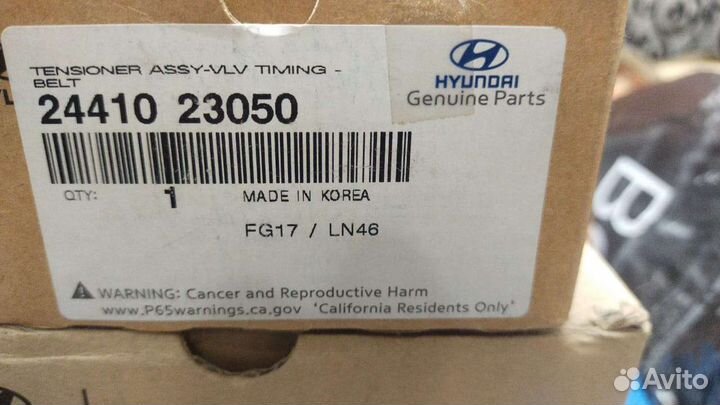 TENSIONER ASSY-VLV TIMING -
BELT
HYUNDAI
Genuine Parts
24410 23050
QTY: 1 MADE IN KOREA
FG17 / LN46
WARNING: Cancer and Reproductive Harm
www.P65warnings.ca.gov 'California Residents Only'
B
Avito